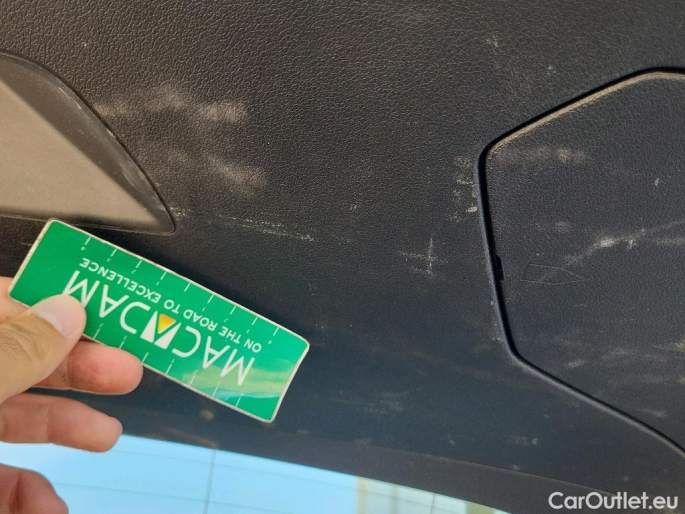 MACADAM
ON THE ROAD TO EXCELLENCE
CarOutlet.eu